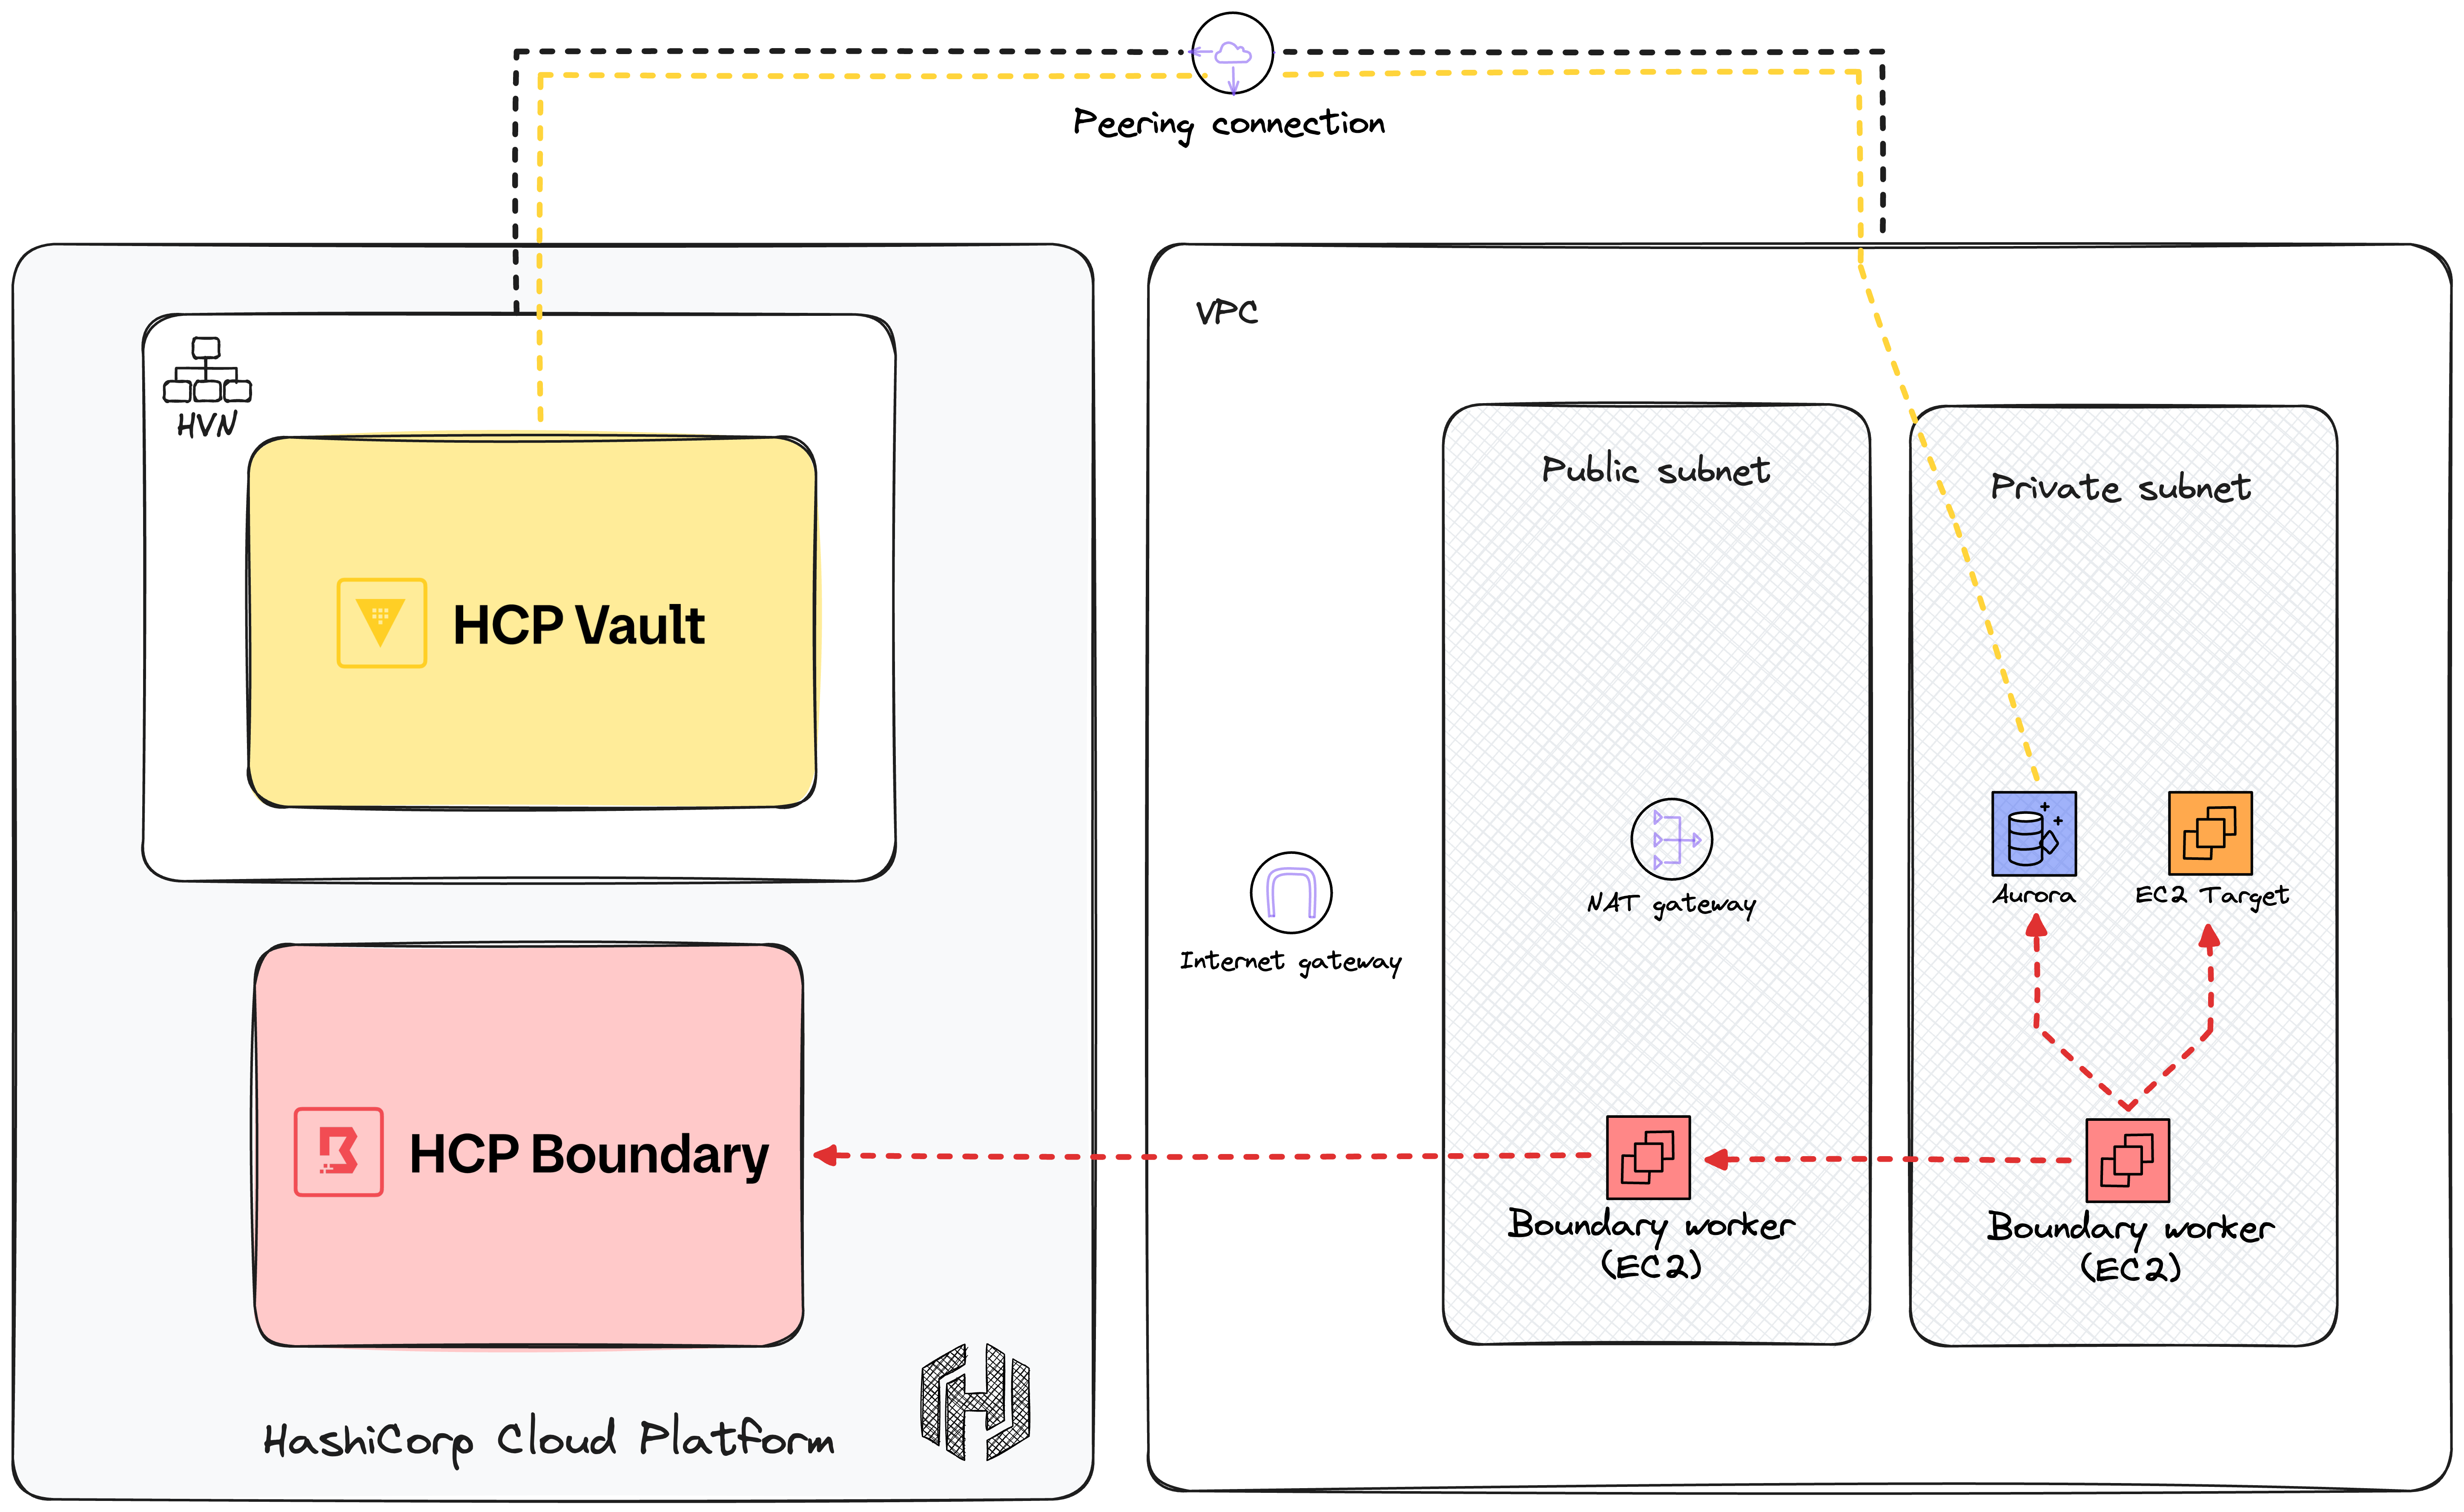 Peering connection
VPC
HVN
Public subnet
Private subnet
HCP Vault
NAT gateway
Aurora
EC2 Target
Internet gateway
HCP Boundary
Boundary worker
(EC2)
Boundary worker
(EC2)
HashiCorp Cloud Platform